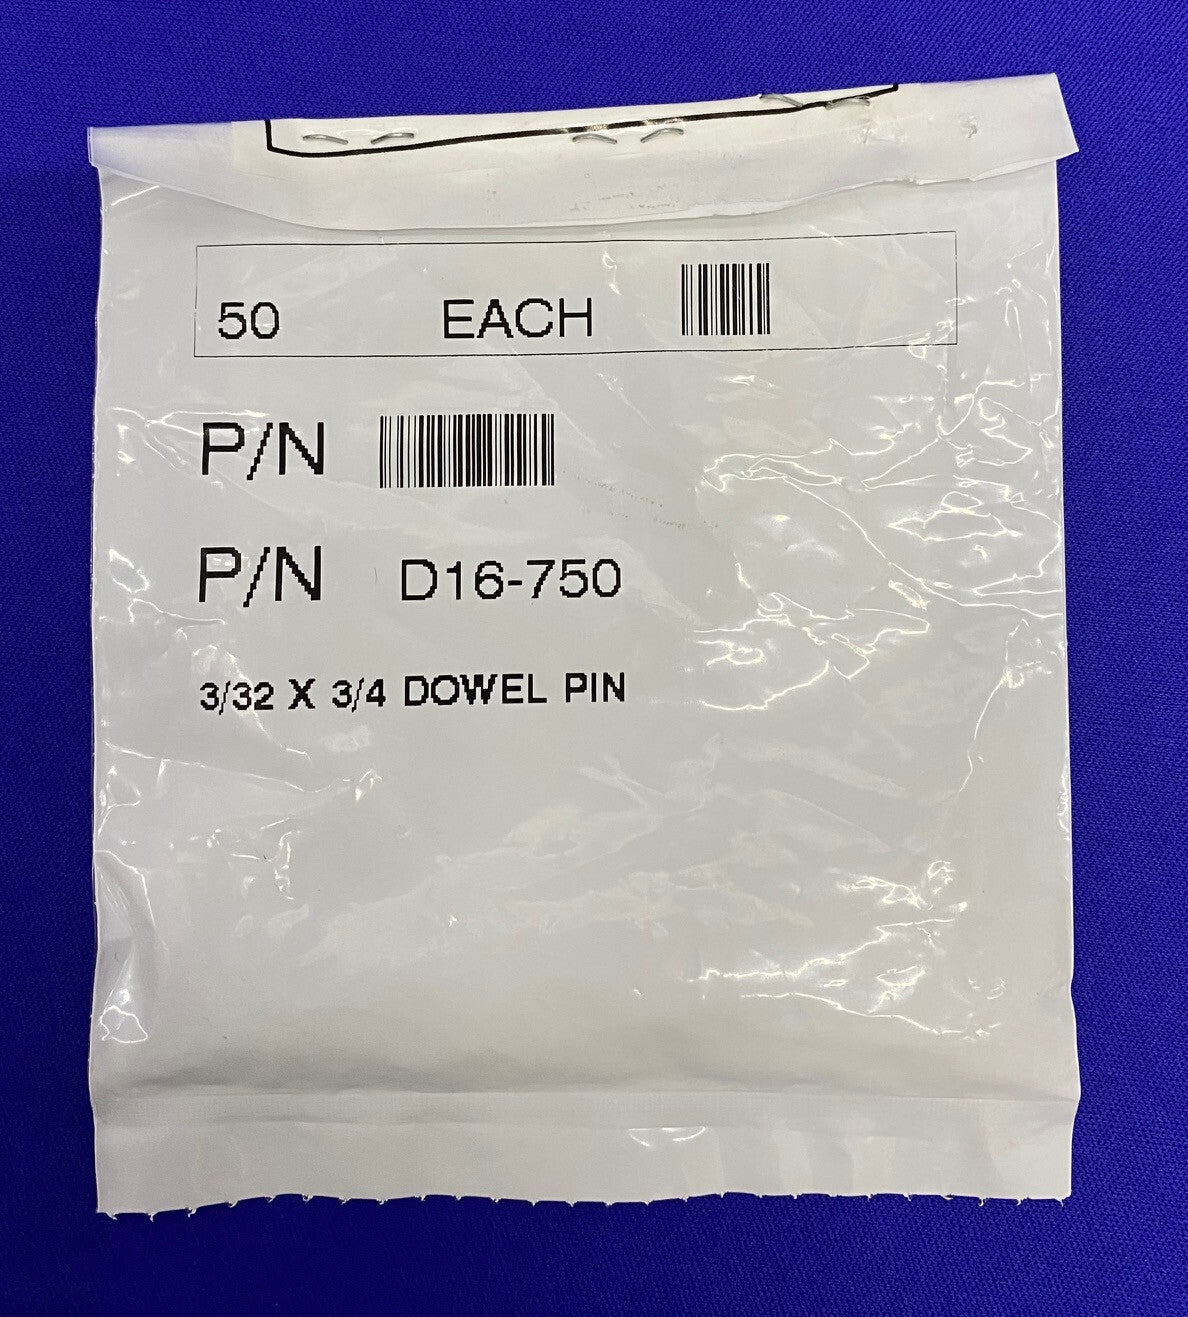 50 EACH
P/N
P/N D16-750
3/32 X 3/4 DOWEL PIN